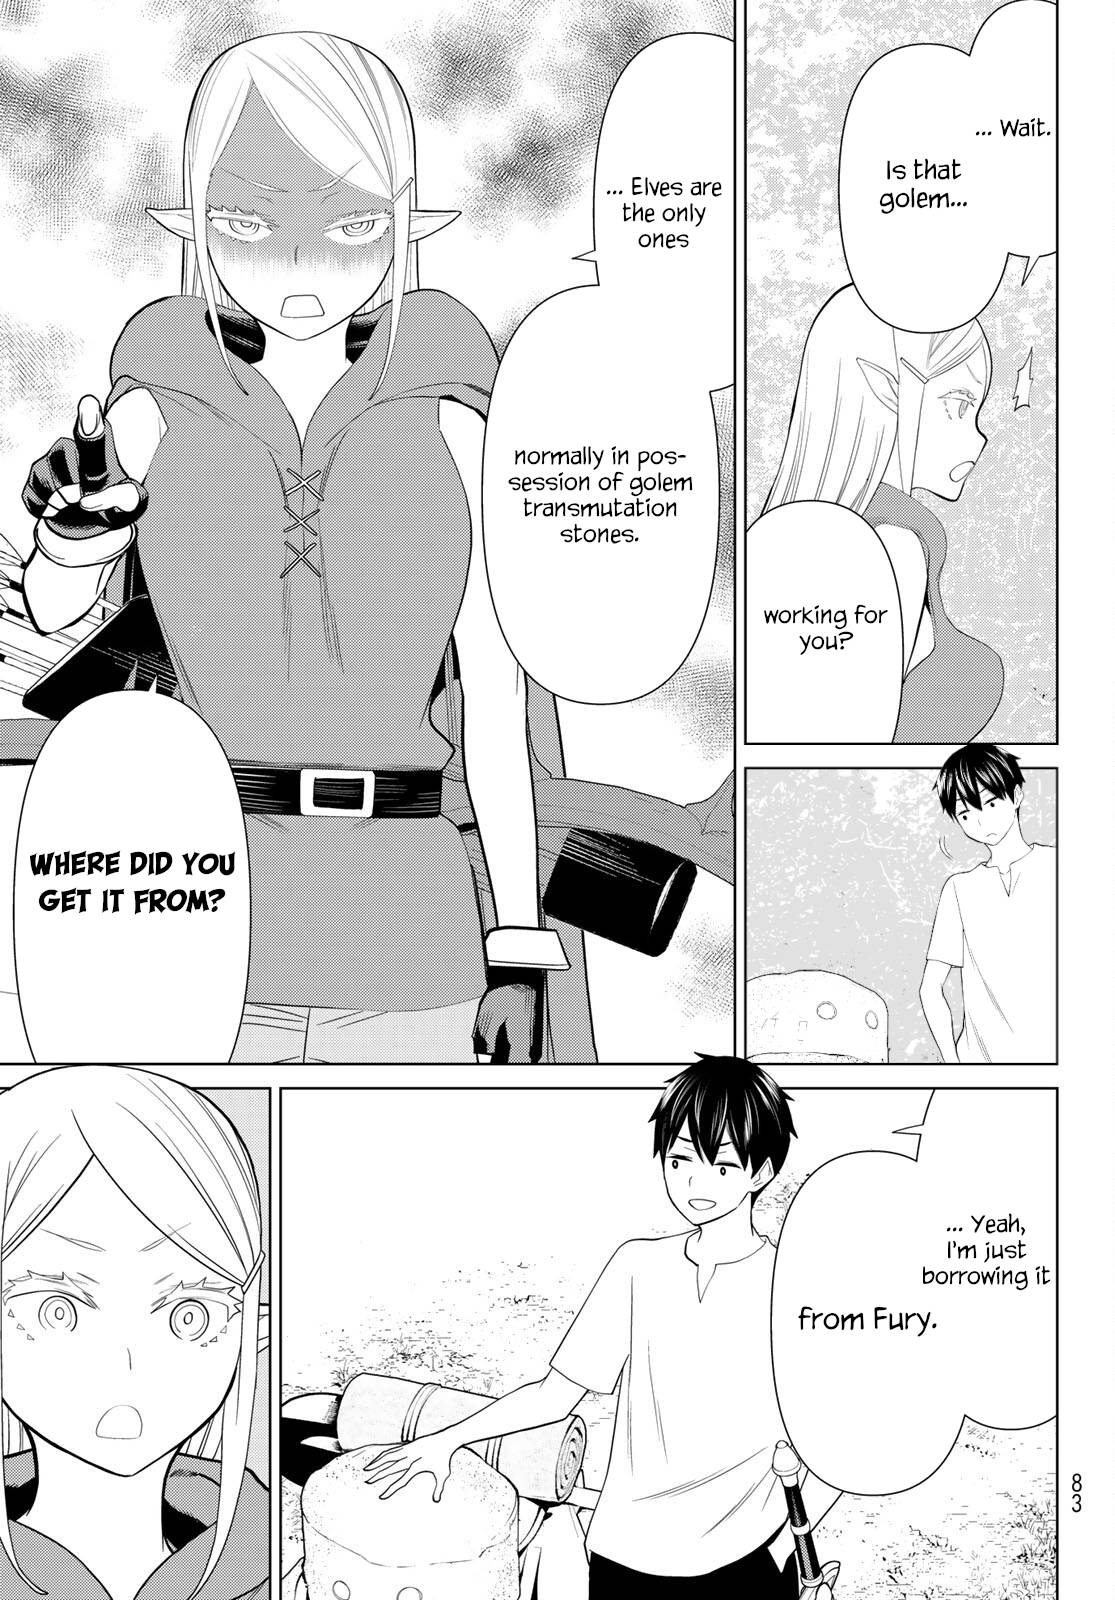 ... Wait.
Is that
golem...
working for
you?
... Elves are
the only
ones
normally in pos-
session of golem
transmutation
stones.
WHERE DID YOU
GET IT FROM?
... Yeah,
I'm just
borrowing it
from Fury.
83